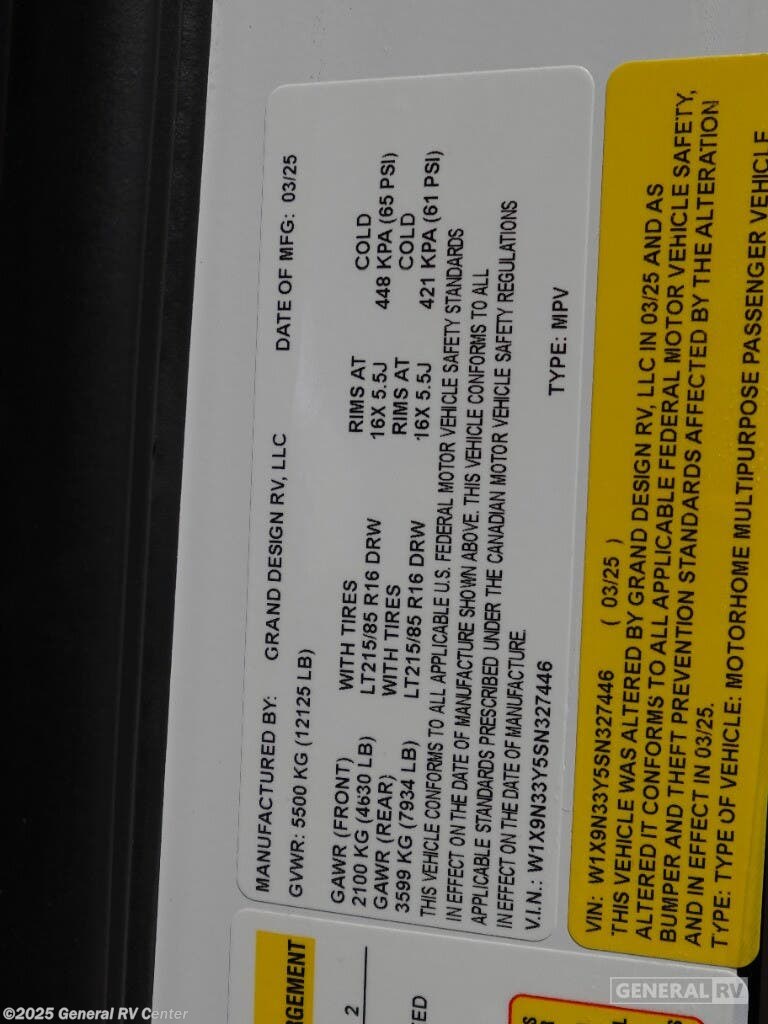 MANUFACTURED BY: GRAND DESIGN RV, LLC DATE OF MFG: 03/25
GVWR: 5500 KG (12125 LB)
GAWR (FRONT) WITH TIRES RIMS AT COLD
2100 KG (4630 LB) LT215/85 R16 DRW 16X 5.5J 448 KPA (65 PSI)
GAWR (REAR) WITH TIRES RIMS AT COLD
3599 KG (7934 LB) LT215/85 R16 DRW 16X 5.5J 421 KPA (61 PSI)
THIS VEHICLE CONFORMS TO ALL APPLICABLE U.S. FEDERAL MOTOR VEHICLE SAFETY STANDARDS
IN EFFECT ON THE DATE OF MANUFACTURE SHOWN ABOVE. THIS VEHICLE CONFORMS TO ALL
APPLICABLE STANDARDS PRESCRIBED UNDER THE CANADIAN MOTOR VEHICLE SAFETY REGULATIONS
IN EFFECT ON THE DATE OF MANUFACTURE.
V.I.N.: W1X9N33Y5SN327446 TYPE: MPV
VIN: W1X9N33Y5SN327446 ( 03/25 )
THIS VEHICLE WAS ALTERED BY GRAND DESIGN RV, LLC IN 03/25 AND AS
ALTERED IT CONFORMS TO ALL APPLICABLE FEDERAL MOTOR VEHICLE SAFETY,
BUMPER AND THEFT PREVENTION STANDARDS AFFECTED BY THE ALTERATION
AND IN EFFECT IN 03/25.
TYPE: TYPE OF VEHICLE: MOTORHOME MULTIPURPOSE PASSENGER VEHICLE
RGEMENT
2
TED
GENERAL RV
©2025 General RV Center